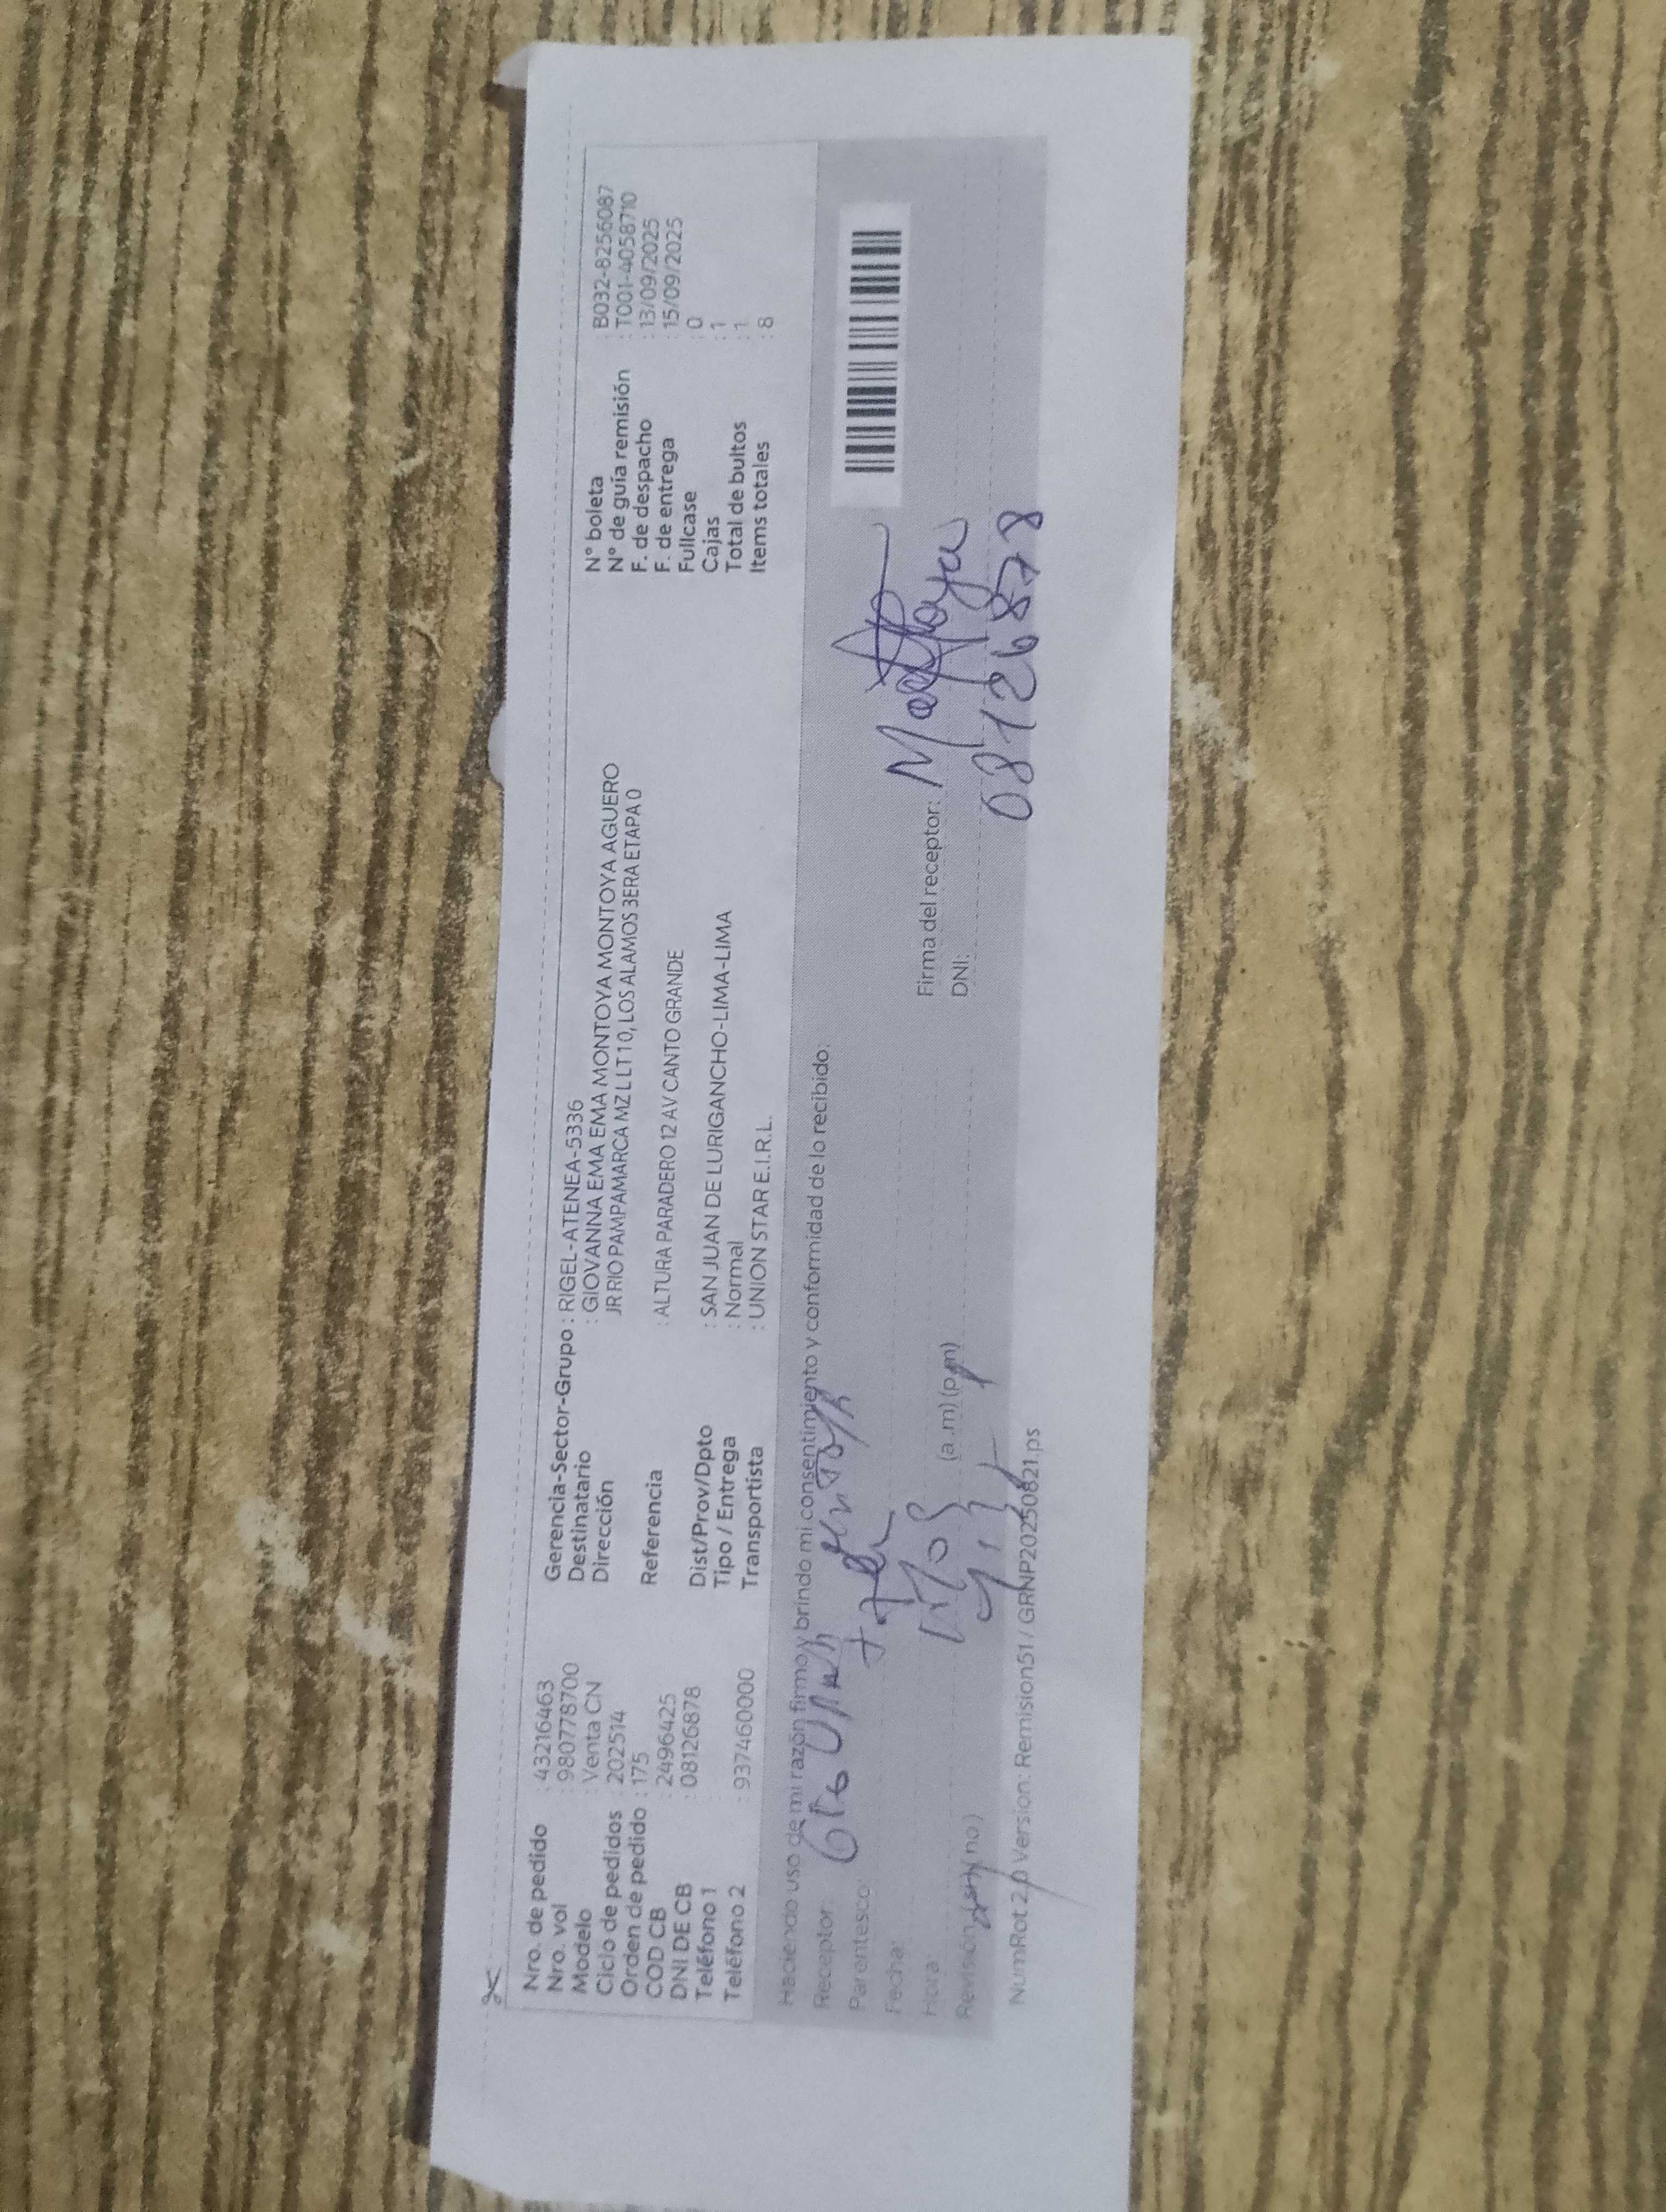 Nro. de pedido : 43216463
Nro. vol : 980778700
Modelo : Venta CN
Ciclo de pedidos : 202514
Orden de pedido : 175
COD CB : 2496425
DNI DE CB : 08126878
Teléfono 1 :
Teléfono 2 : 937460000
Gerencia-Sector-Grupo : RIGEL-ATENEA-5336
Destinatario : GIOVANNA EMA EMA MONTOYA MONTOYA AGUERO
Dirección JR RIO PAMPAMARCA MZ L LT 10, LOS ALAMOS 3ERA ETAPA 0
Referencia : ALTURA PARADERO 12 AV CANTO GRANDE
Dist/Prov/Dpto : SAN JUAN DE LURIGANCHO-LIMA-LIMA
Tipo / Entrega : Normal
Transportista : UNION STAR E.I.R.L.
N° boleta : B032-8256087
N° de guía remisión : T001-4058710
F. de despacho : 13/09/2025
F. de entrega : 15/09/2025
Fullcase : 0
Cajas : 1
Total de bultos : 1
Items totales : 8
Haciendo uso de mi razón firmo y brindo mi consentimiento y conformidad de lo recibido:
Receptor:
Parentesco:
Fecha:
Hora: (a.m) (p.m)
Revisión: no)
Firma del receptor:
DNI: 08126878
NumRot 2.0 Version: Remision51 / GRNP20250821.ps